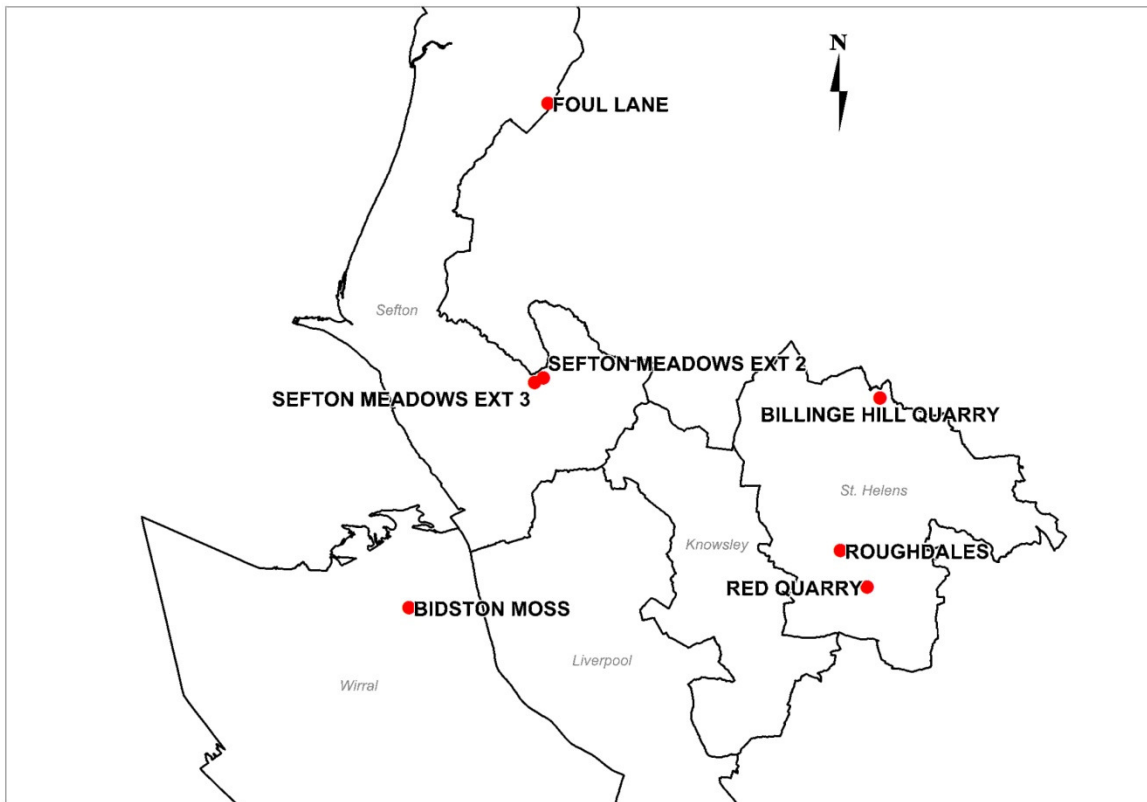 N
FOUL LANE
Sefton
SEFTON MEADOWS EXT 2
SEFTON MEADOWS EXT 3
BILLINGE HILL QUARRY
St. Helens
Knowsley
ROUGHDALES
RED QUARRY
BIDSTON MOSS
Liverpool
Wirral